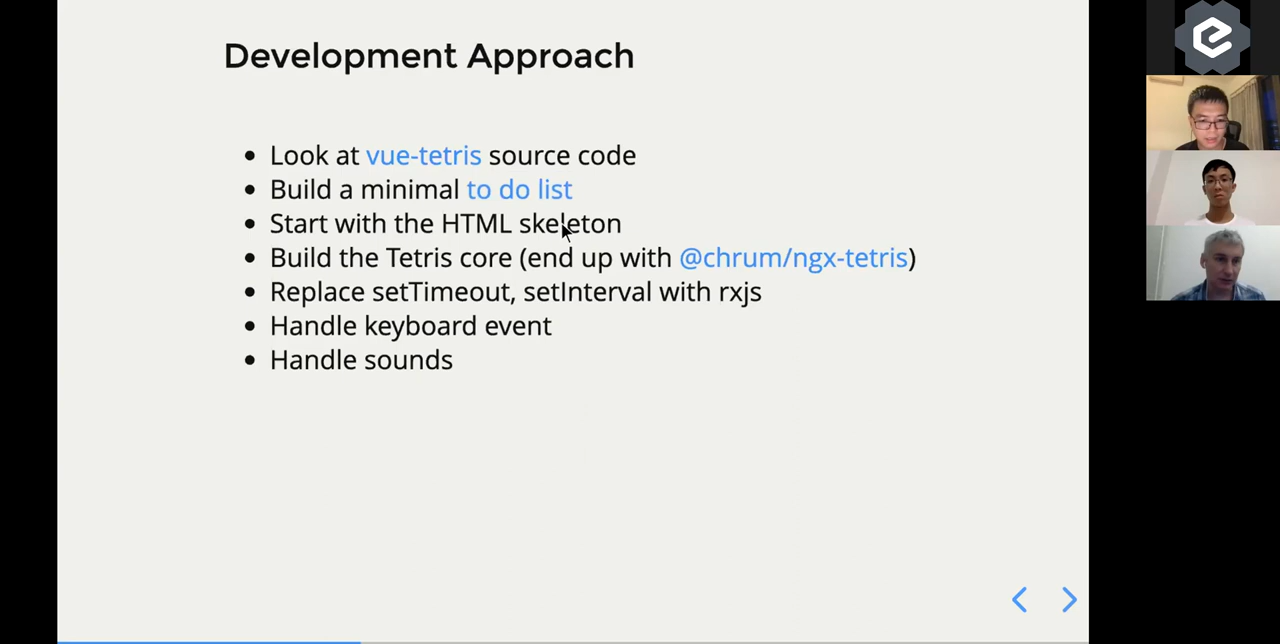 Development Approach
Look at vue-tetris source code
Build a minimal to do list
Start with the HTML skeleton
Build the Tetris core (end up with @chrum/ngx-tetris)
Replace setTimeout, setInterval with rxjs
Handle keyboard event
Handle sounds